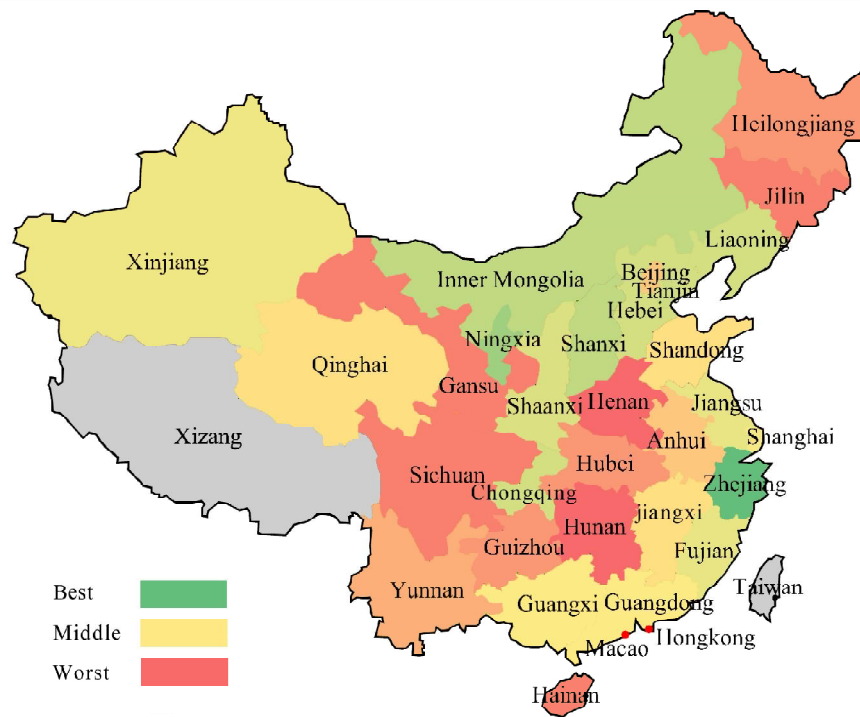 Heilongjiang
Jilin
Liaoning
Xinjiang
Inner Mongolia
Beijing
Tianjin
Hebei
Ningxia
Shanxi
Shandong
Qinghai
Gansu
Shaanxi
Henan
Jiangsu
Xizang
Anhui
Shanghai
Sichuan
Hubei
Zhejiang
Chongqing
jiangxi
Hunan
Guizhou
Fujian
Yunnan
Guangxi
Guangdong
Taiwan
Hongkong
Macao
Hainan
Best
Middle
Worst